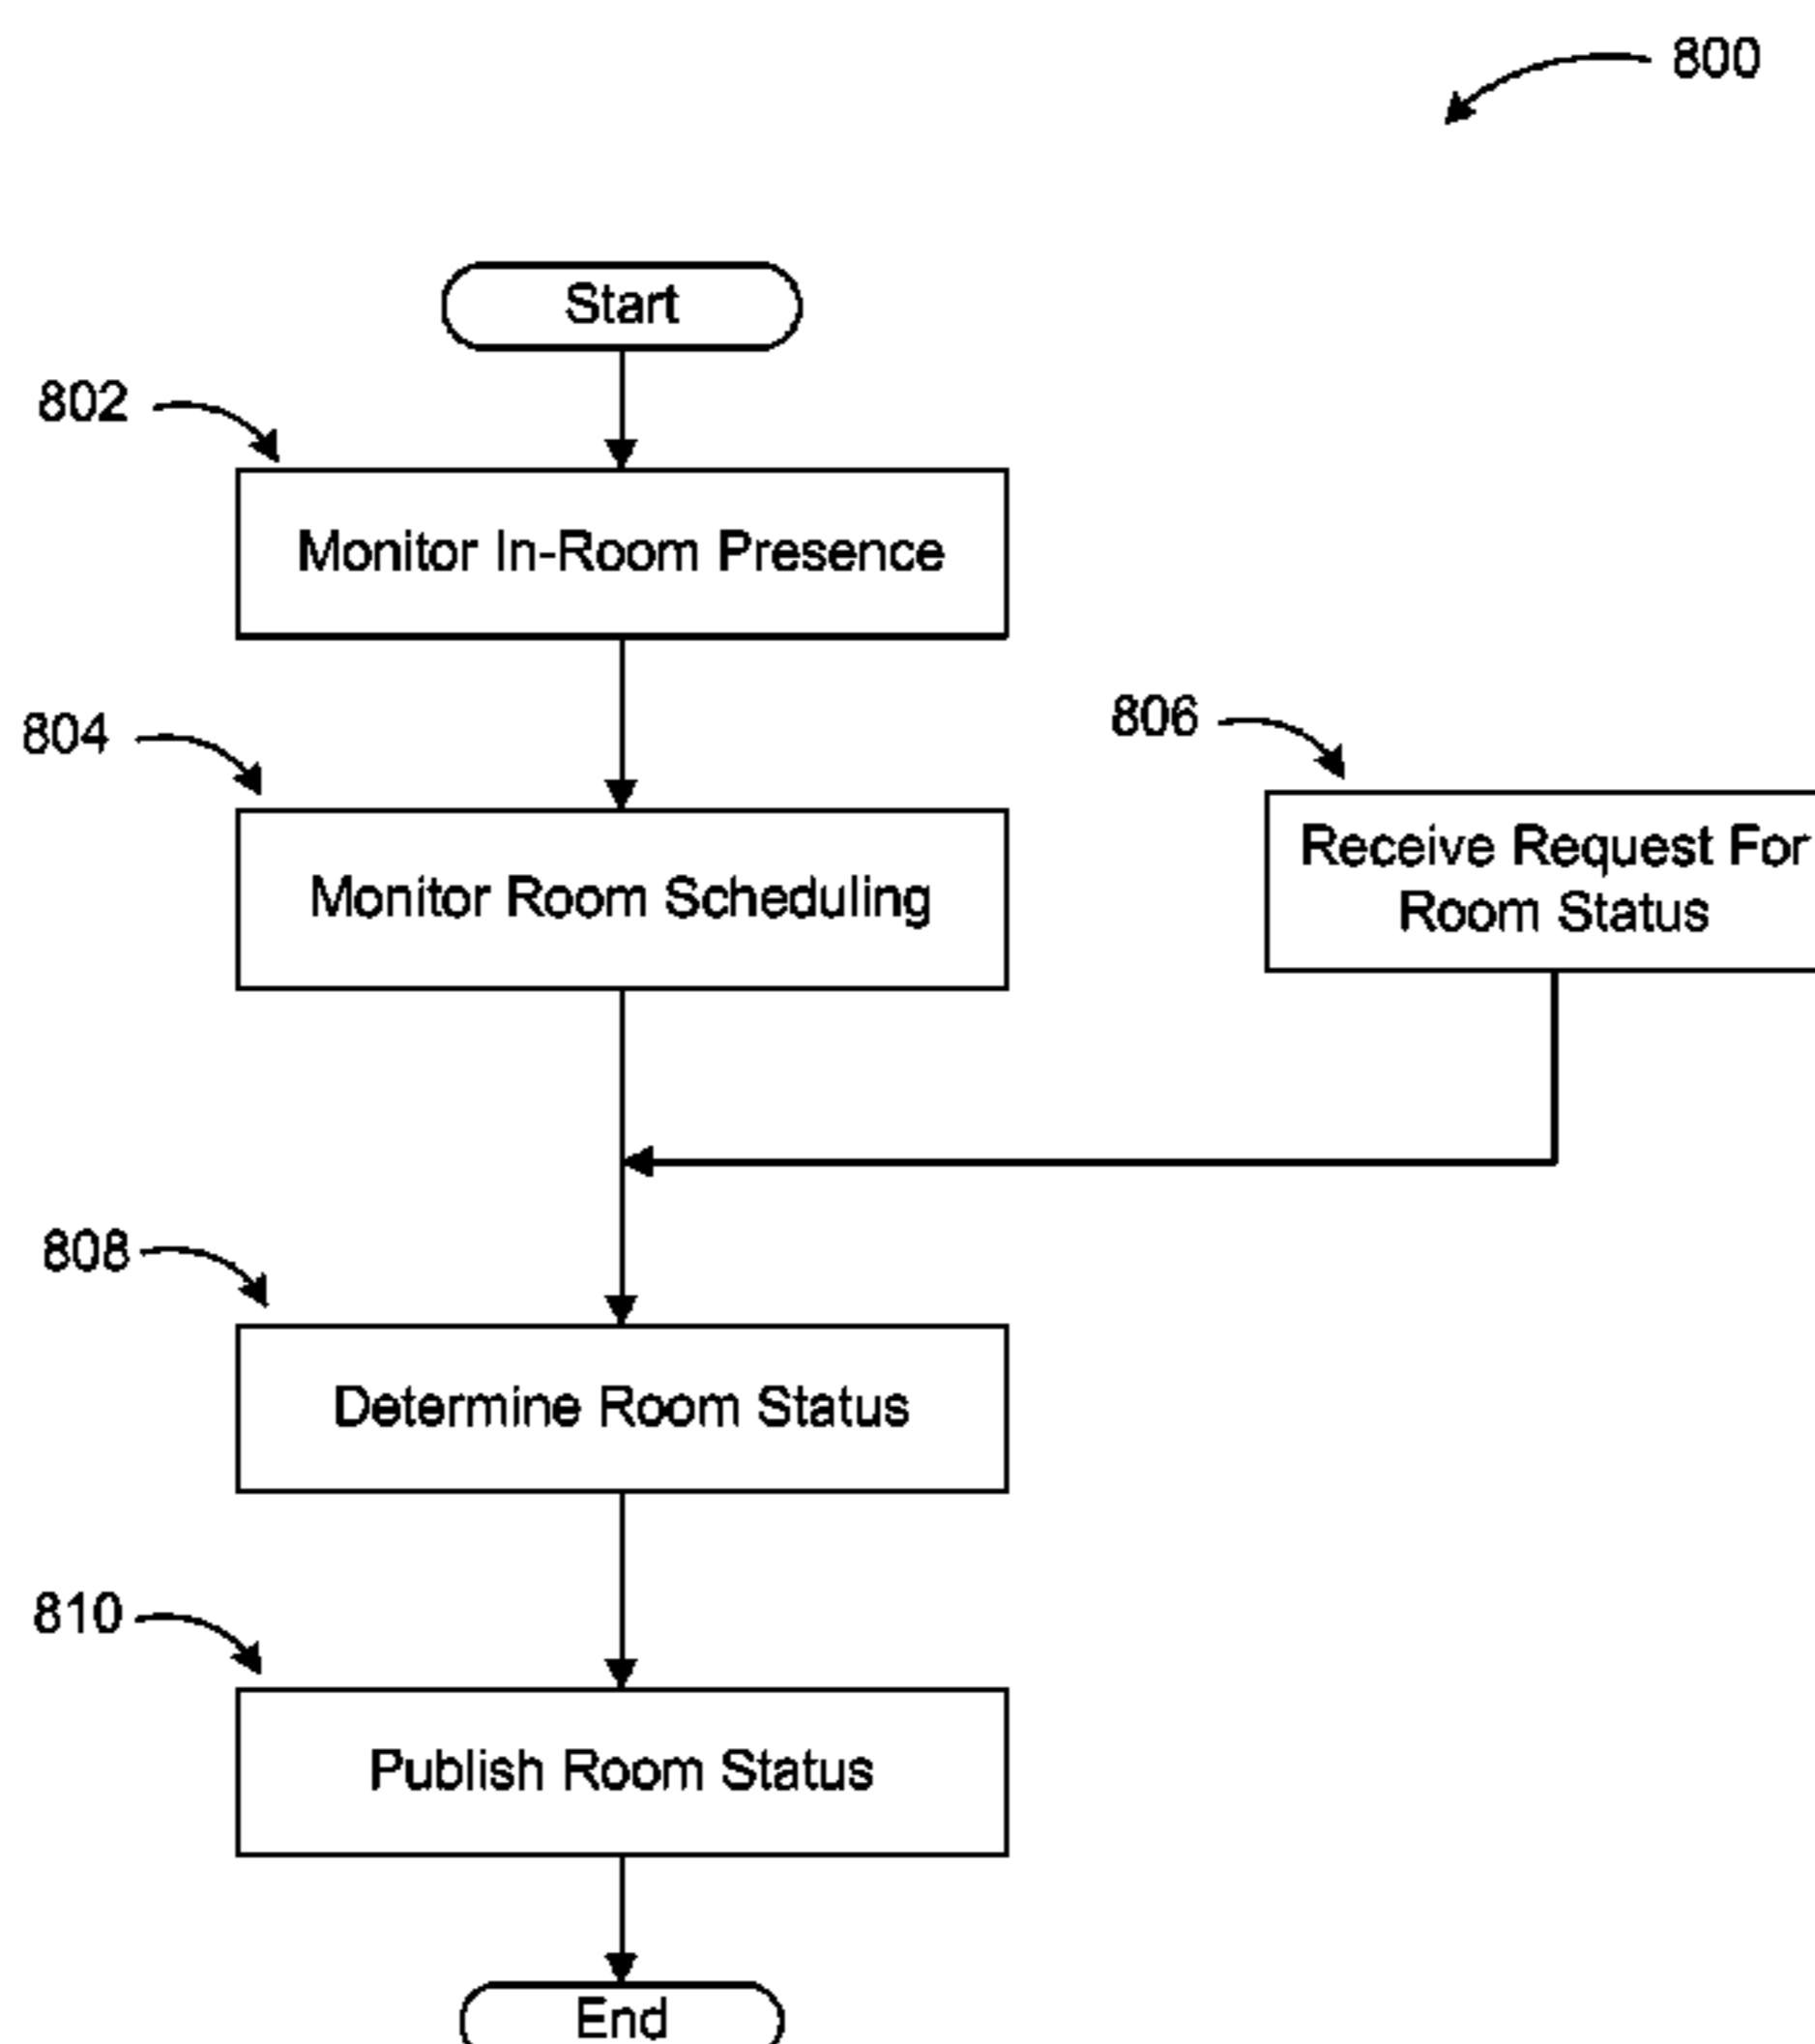 800
Start
802
Monitor In-Room Presence
804
Monitor Room Scheduling
806
Receive Request For
Room Status
808
Determine Room Status
810
Publish Room Status
End